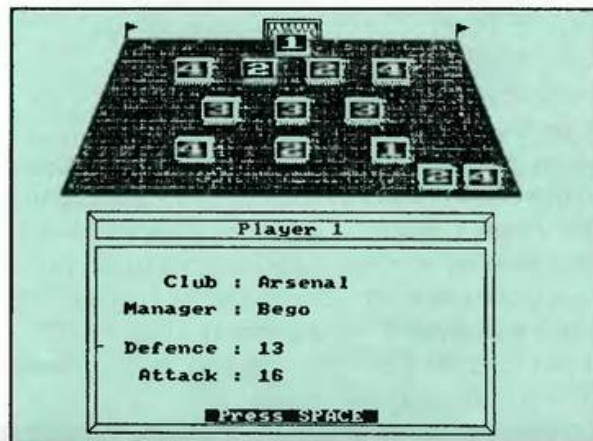 1
4 2 2 4
3 3 3
4 2 1
2 4
Player 1
Club : Arsenal
Manager : Bego
Defence : 13
Attack : 16
Press SPACE